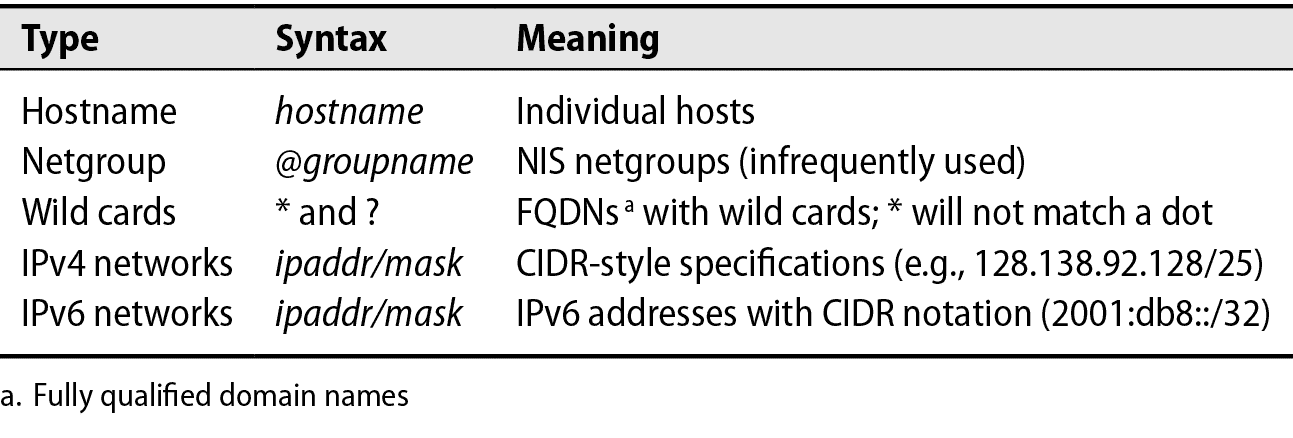 Type Syntax Meaning
Hostname hostname Individual hosts
Netgroup @groupname NIS netgroups (infrequently used)
Wild cards * and ? FQDNs a with wild cards; * will not match a dot
IPv4 networks ipaddr/mask CIDR-style specifications (e.g., 128.138.92.128/25)
IPv6 networks ipaddr/mask IPv6 addresses with CIDR notation (2001:db8::/32)
a. Fully qualified domain names